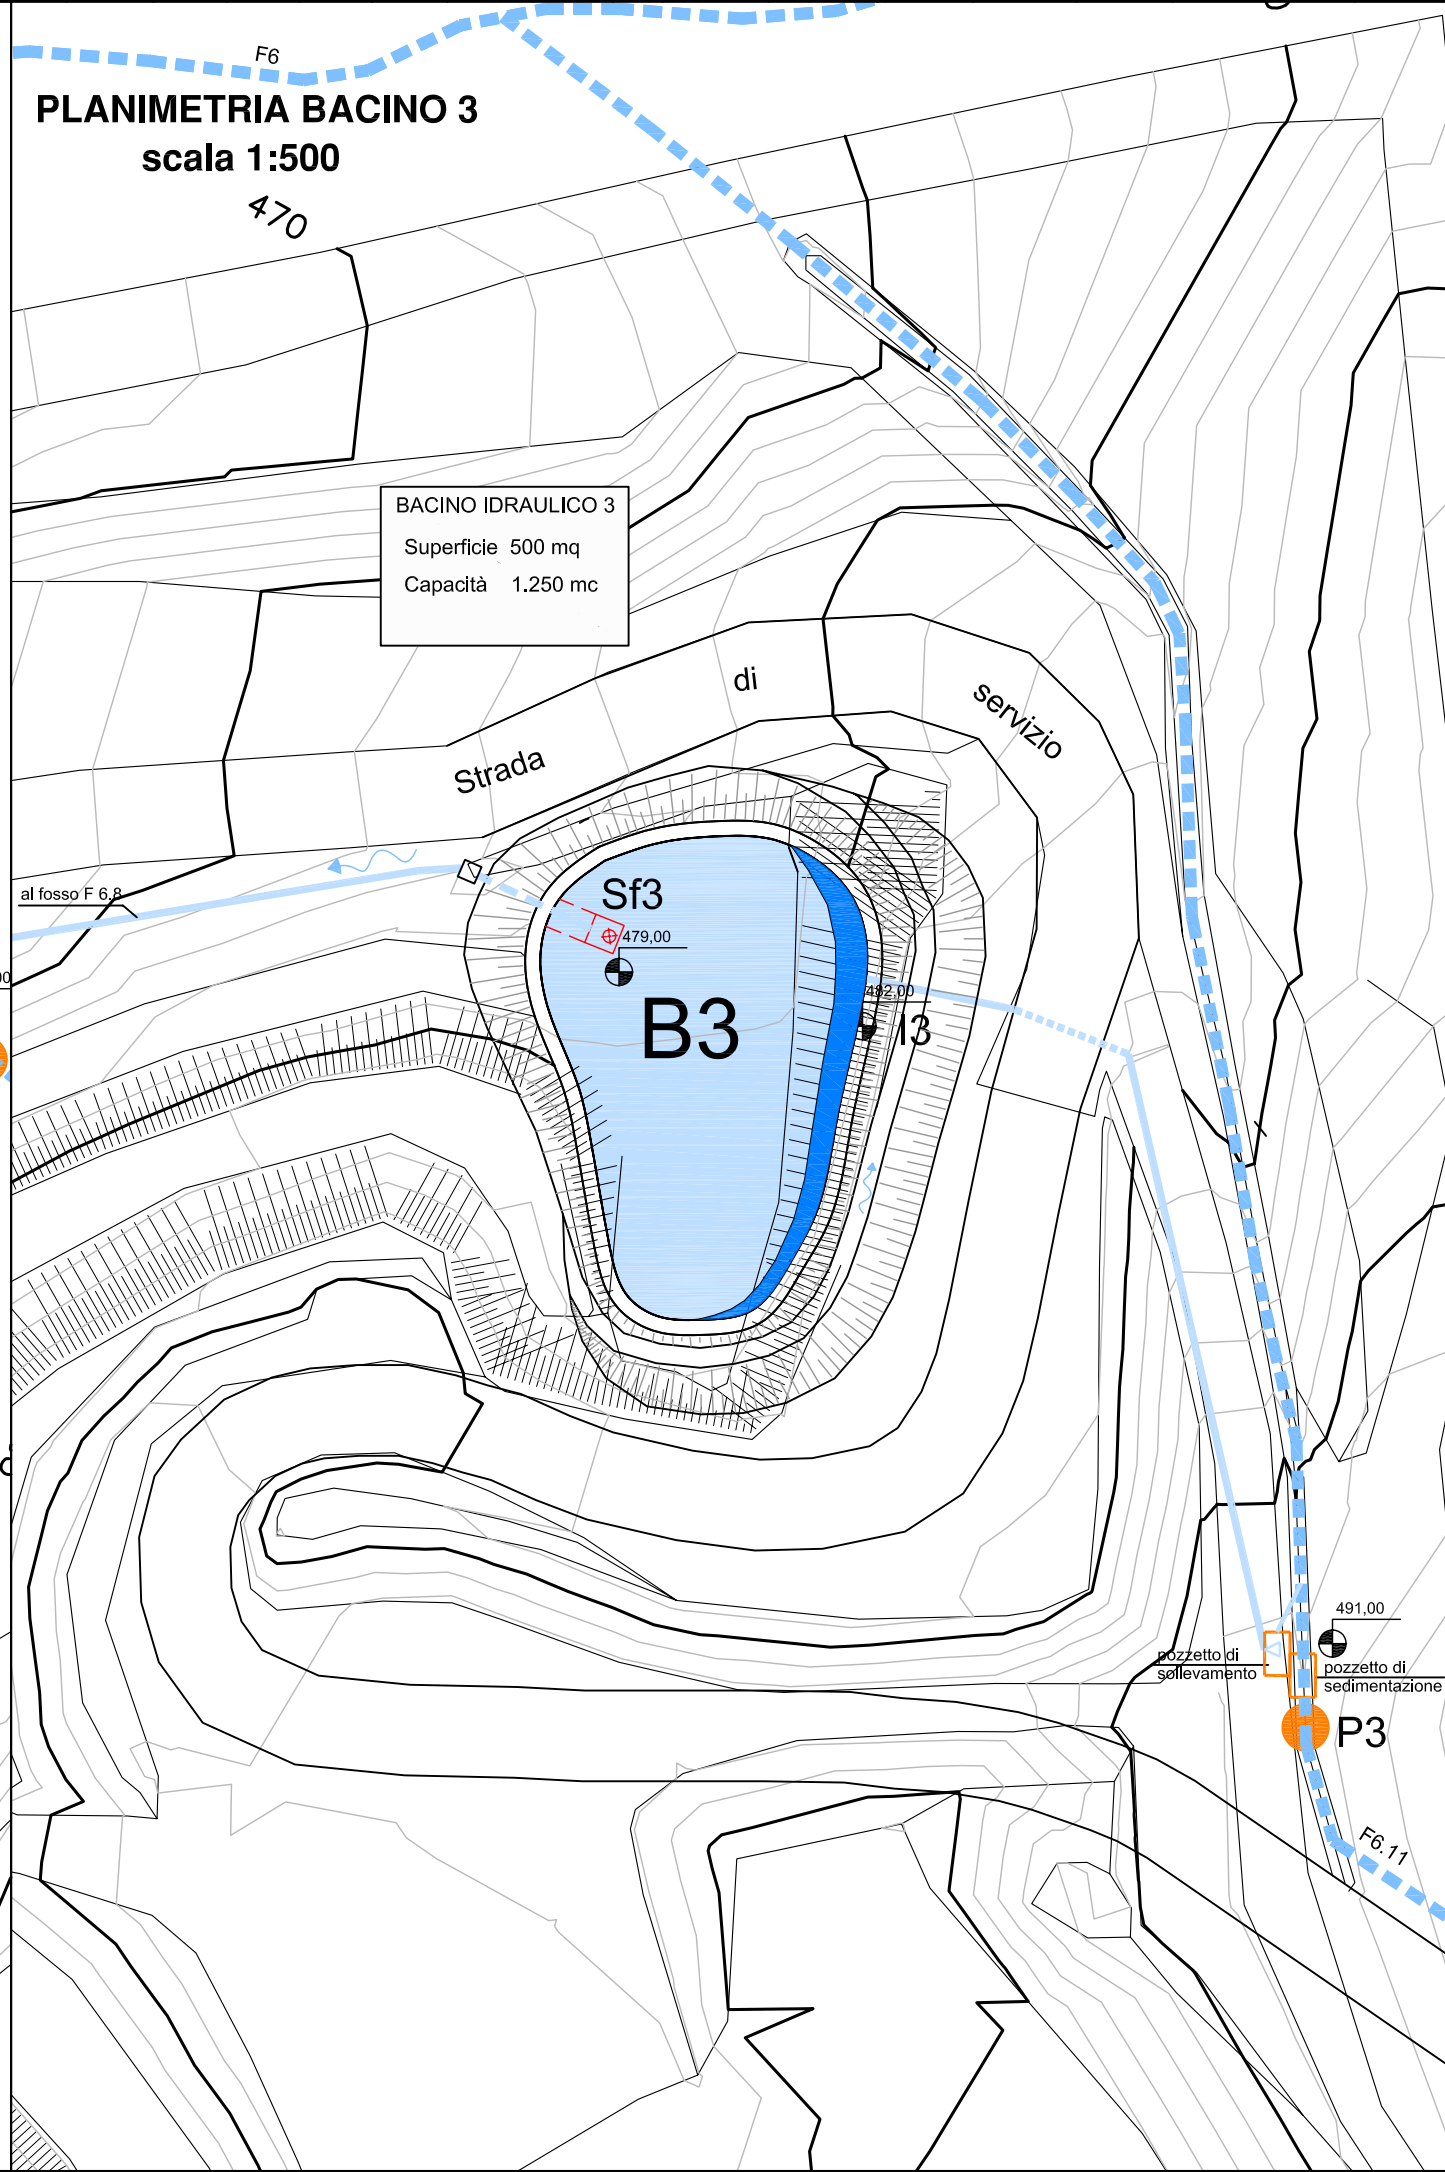 F6
PLANIMETRIA BACINO 3
scala 1:500
470
BACINO IDRAULICO 3
Superficie 500 mq
Capacità 1.250 mc
Strada di servizio
al fosso F 6.8
Sf3
479,00
B3
482,00
I3
491,00
pozzetto di
sollevamento
pozzetto di
sedimentazione
P3
F6.11